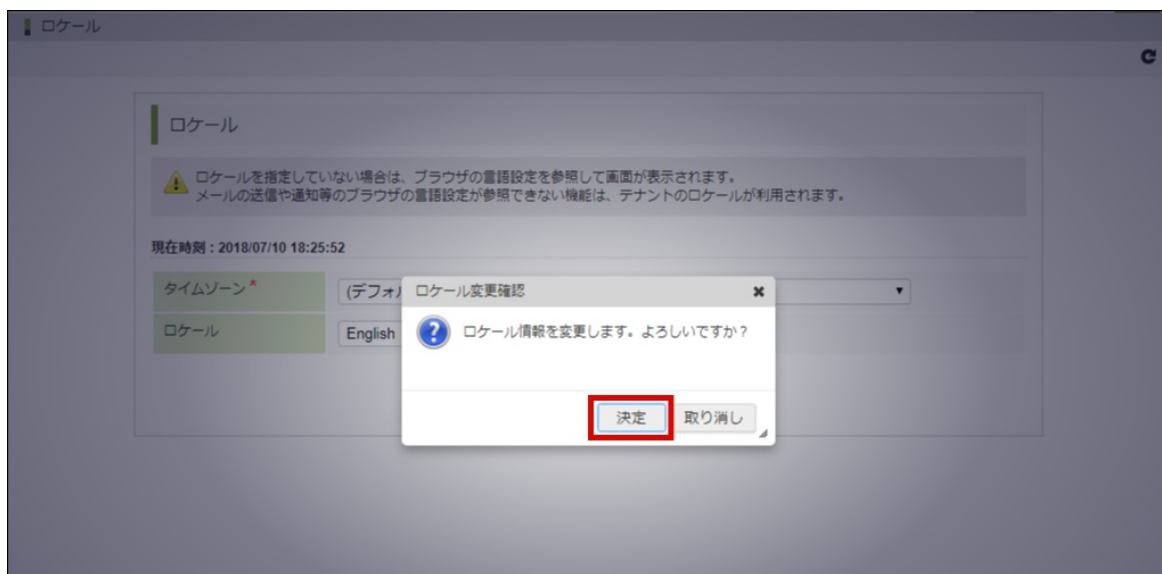 ロケール
ロケール
ロケールを指定していない場合は、ブラウザの言語設定を参照して画面が表示されます。
メールの送信や通知等のブラウザの言語設定が参照できない機能は、テナントのロケールが利用されます。
現在時刻 : 2018/07/10 18:25:52
タイムゾーン *
(デフォ
ロケール変更確認
ロケール
English
ロケール情報を変更します。よろしいですか?
決定
取り消し